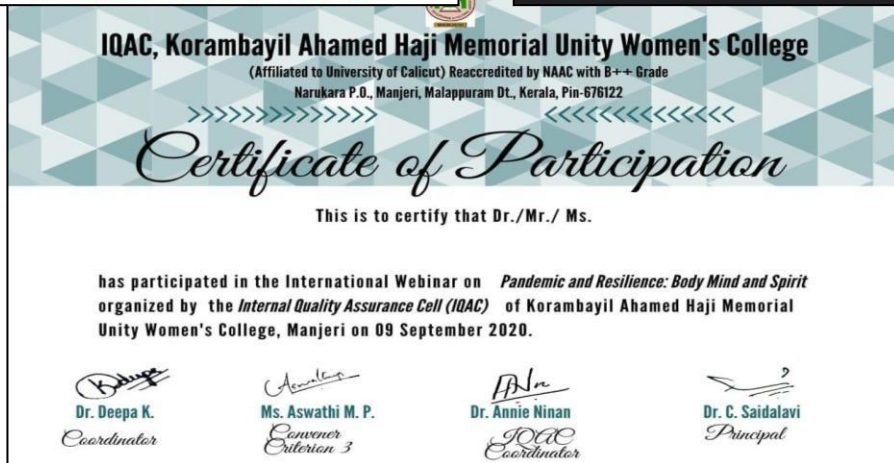 IQAC, Korambayil Ahamed Haji Memorial Unity Women's College
(Affiliated to University of Calicut) Reaccredited by NAAC with B++ Grade
Narukara P.O., Manjeri, Malappuram Dt., Kerala, Pin-676122
Certificate of Participation
This is to certify that Dr./Mr./ Ms.
has participated in the International Webinar on Pandemic and Resilience: Body Mind and Spirit
organized by the Internal Quality Assurance Cell (IQAC) of Korambayil Ahamed Haji Memorial
Unity Women's College, Manjeri on 09 September 2020.
Dr. Deepa K. Ms. Aswathi M. P. Dr. Annie Ninan Dr. C. Saidalavi
Coordinator Convener Criterion 3 IQAC Coordinator Principal